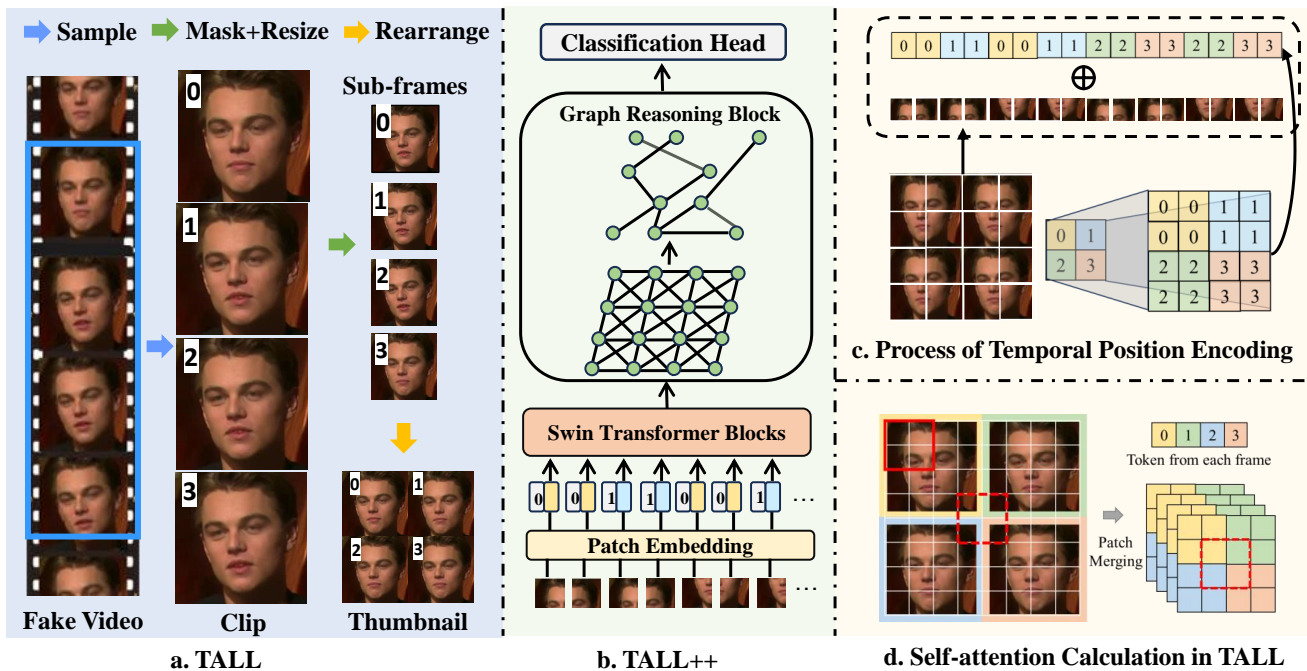 Sample
Mask+Resize
Rearrange
Sub-frames
0
1
2
3
0
1
2
3
0 1
2 3
Fake Video
Clip
Thumbnail
a. TALL
Classification Head
Graph Reasoning Block
Swin Transformer Blocks
0 0 1 1 0 0 1 ...
Patch Embedding
...
b. TALL++
0 0 1 1 0 0 1 1 2 2 3 3 2 2 3 3
⊕
0 1
2 3
0 0 1 1
0 0 1 1
2 2 3 3
2 2 3 3
c. Process of Temporal Position Encoding
0 1 2 3
Token from each frame
Patch
Merging
d. Self-attention Calculation in TALL